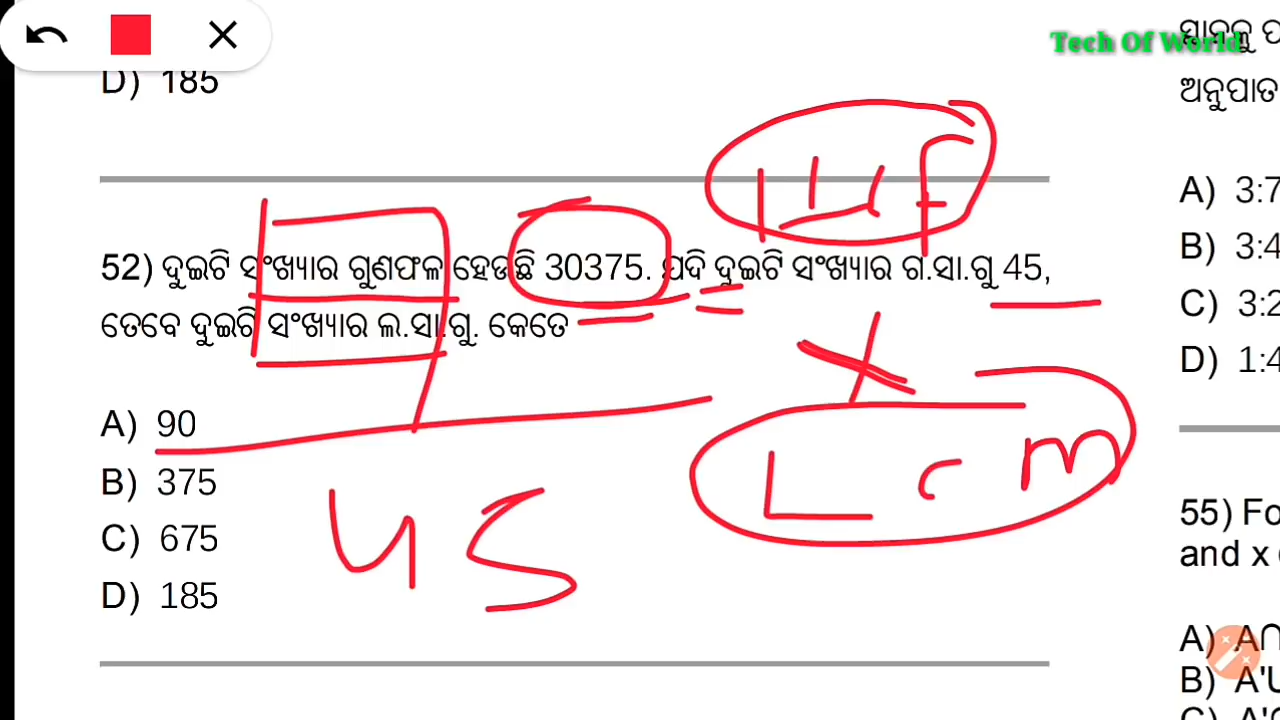 Tech Of World
D) 185
52) ଦୁଇଟି ସଂଖ୍ୟାର ଗୁଣଫଳ ହେଉଛି 30375. ଯଦି ଦୁଇଟି ସଂଖ୍ୟାର ଗ.ସା.ଗୁ 45,
ତେବେ ଦୁଇଟି ସଂଖ୍ୟାର ଲ.ସା.ଗୁ. କେତେ
A) 90
B) 375
C) 675
D) 185
HCF
=
×
LCM
45
ଅନୁପାତ
A) 3:7
B) 3:4
C) 3:2
D) 1:4
55) Fo
and x
A) A∩
B) A'U